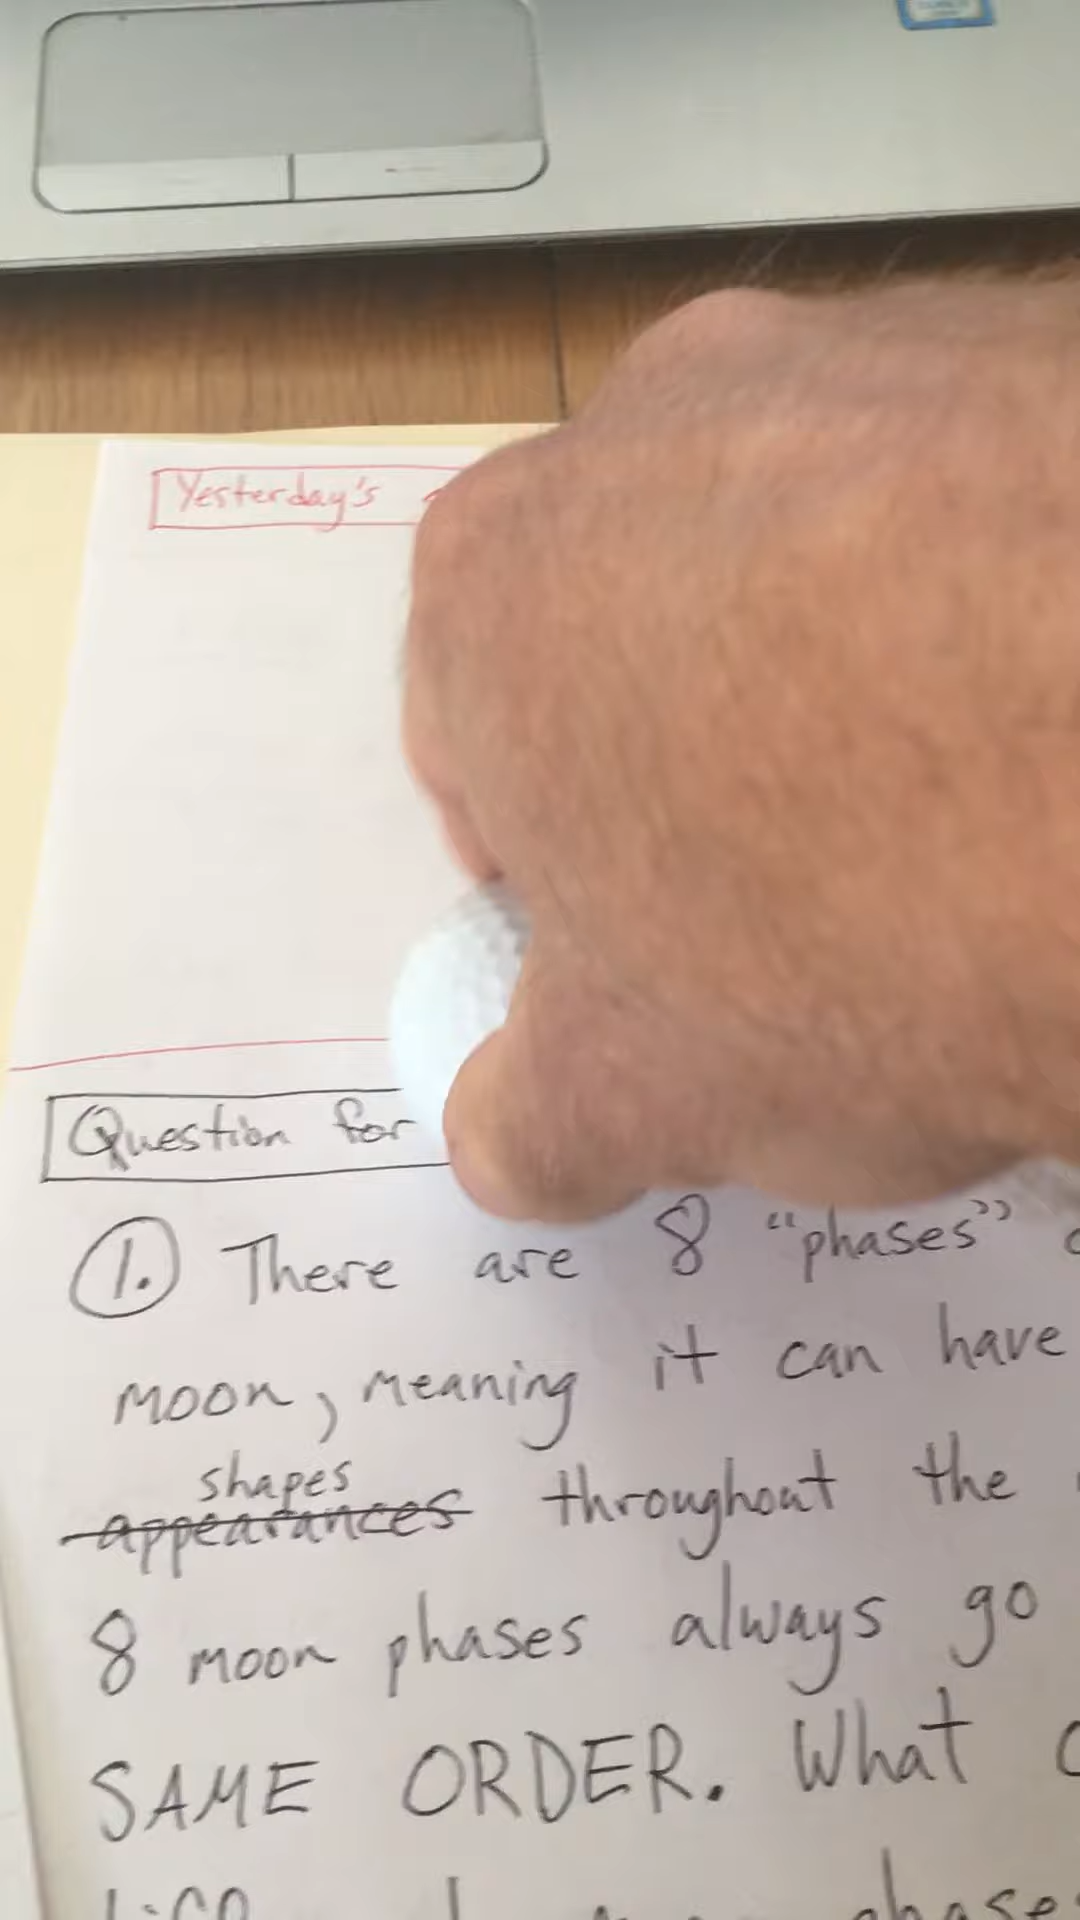 Yesterday's
Question for
1. There are 8 "phases"
moon, meaning it can have
shapes
appearances throughout the
8 moon phases always go
SAME ORDER. What